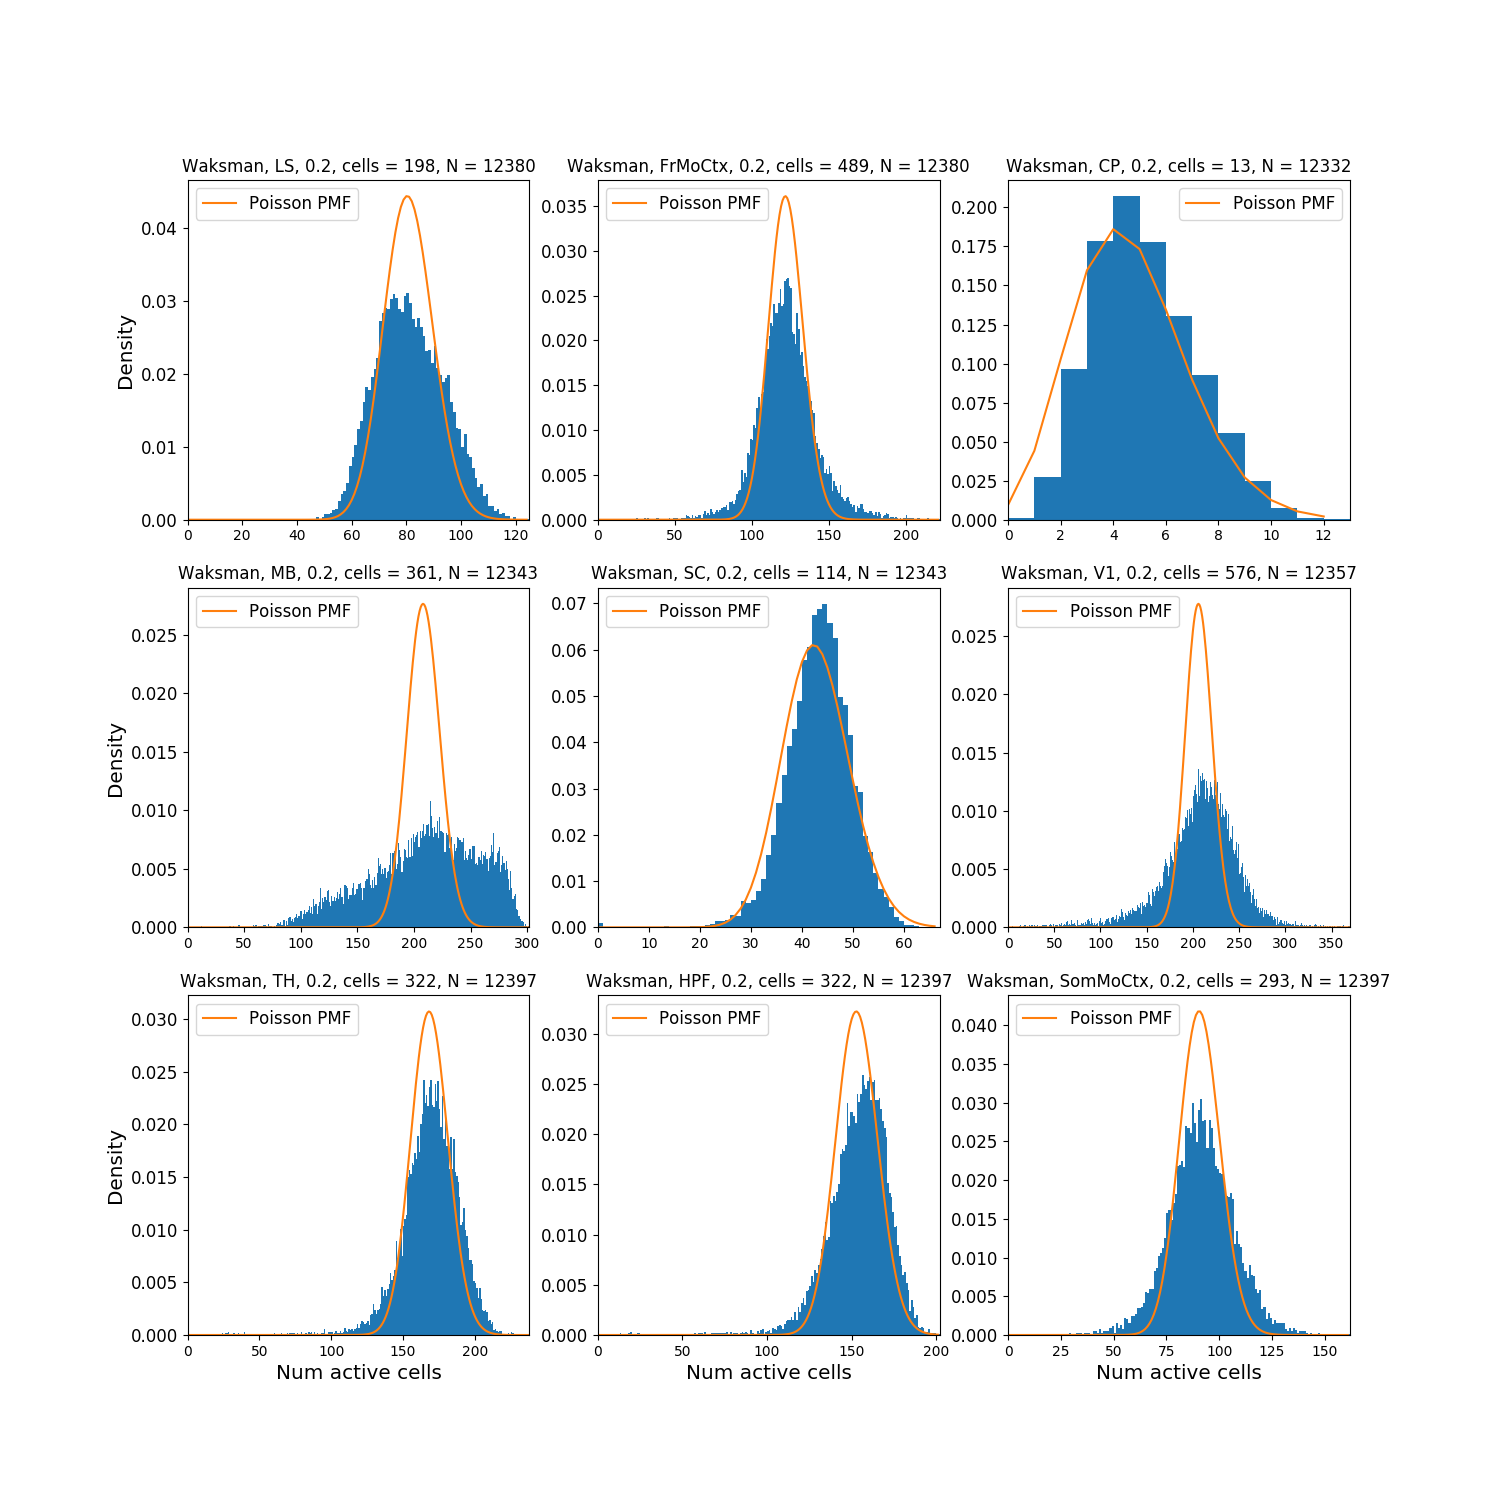 Waksman, LS, 0.2, cells = 198, N = 12380
Poisson PMF
Density
0.04
0.03
0.02
0.01
0.00
0 20 40 60 80 100 120
Waksman, FrMoCtx, 0.2, cells = 489, N = 12380
Poisson PMF
0.035
0.030
0.025
0.020
0.015
0.010
0.005
0.000
0 50 100 150 200
Waksman, CP, 0.2, cells = 13, N = 12332
Poisson PMF
0.200
0.175
0.150
0.125
0.100
0.075
0.050
0.025
0.000
0 2 4 6 8 10 12
Waksman, MB, 0.2, cells = 361, N = 12343
Poisson PMF
Density
0.025
0.020
0.015
0.010
0.005
0.000
0 50 100 150 200 250 300
Waksman, SC, 0.2, cells = 114, N = 12343
Poisson PMF
0.07
0.06
0.05
0.04
0.03
0.02
0.01
0.00
0 10 20 30 40 50 60
Waksman, V1, 0.2, cells = 576, N = 12357
Poisson PMF
0.025
0.020
0.015
0.010
0.005
0.000
0 50 100 150 200 250 300 350
Waksman, TH, 0.2, cells = 322, N = 12397
Poisson PMF
Density
0.030
0.025
0.020
0.015
0.010
0.005
0.000
0 50 100 150 200
Num active cells
Waksman, HPF, 0.2, cells = 322, N = 12397
Poisson PMF
0.030
0.025
0.020
0.015
0.010
0.005
0.000
0 50 100 150 200
Num active cells
Waksman, SomMoCtx, 0.2, cells = 293, N = 12397
Poisson PMF
0.040
0.035
0.030
0.025
0.020
0.015
0.010
0.005
0.000
0 25 50 75 100 125 150
Num active cells